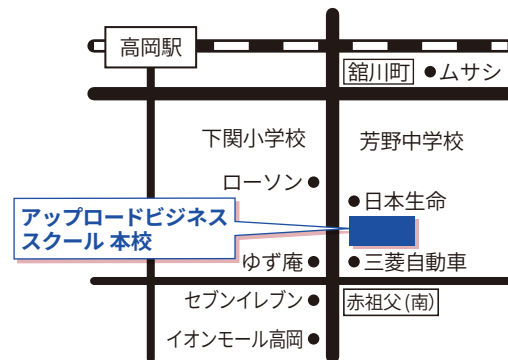 高岡駅
舘川町
ムサシ
下関小学校
芳野中学校
ローソン
日本生命
アップロードビジネス
スクール 本校
ゆず庵
三菱自動車
セブンイレブン
赤祖父(南)
イオンモール高岡